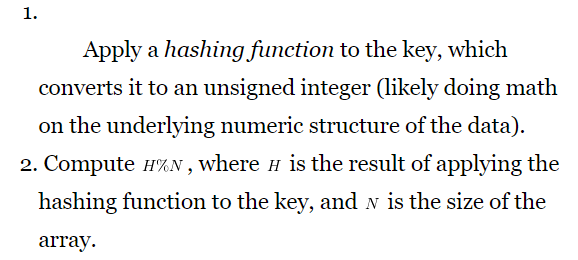 1.
Apply a hashing function to the key, which
converts it to an unsigned integer (likely doing math
on the underlying numeric structure of the data).
2. Compute H%N, where H is the result of applying the
hashing function to the key, and N is the size of the
array.